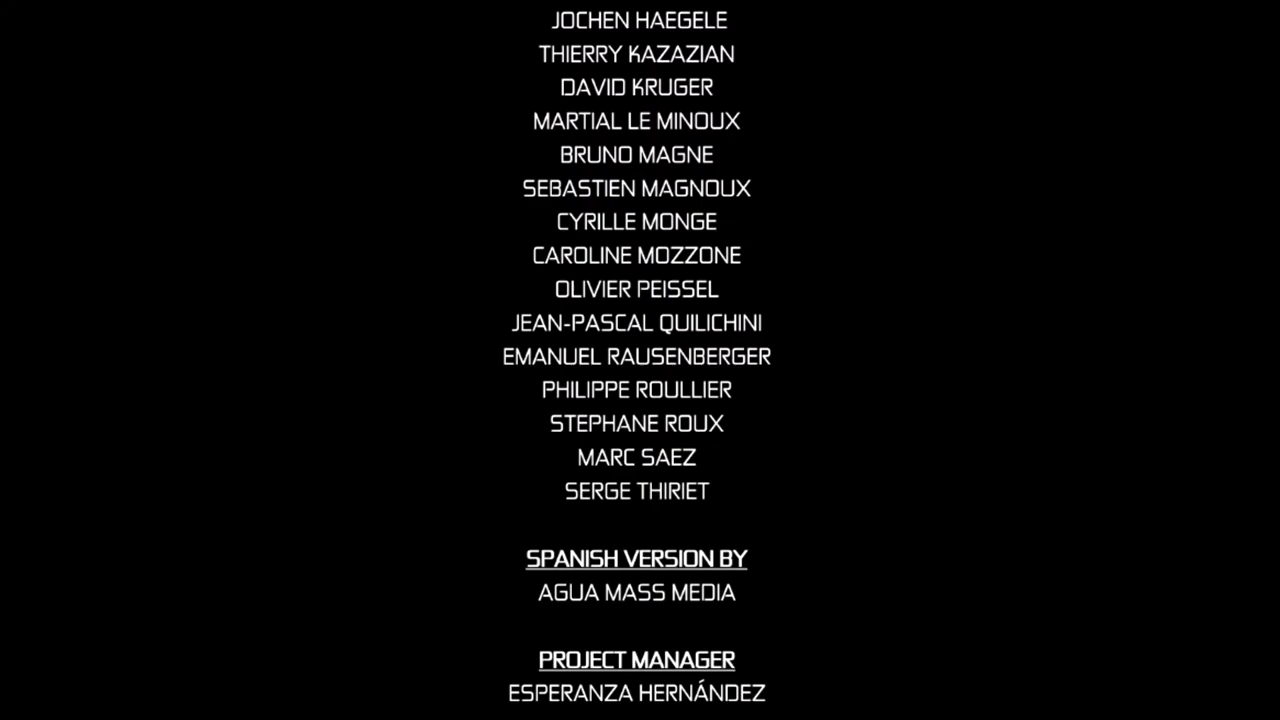 JOCHEN HAEGELE
THIERRY KAZAZIAN
DAVID KRUGER
MARTIAL LE MINOUX
BRUNO MAGNE
SEBASTIEN MAGNOUX
CYRILLE MONGE
CAROLINE MOZZONE
OLIVIER PEISSEL
JEAN-PASCAL QUILICHINI
EMANUEL RAUSENBERGER
PHILIPPE ROULLIER
STEPHANE ROUX
MARC SAEZ
SERGE THIRIET
SPANISH VERSION BY
AGUA MASS MEDIA
PROJECT MANAGER
ESPERANZA HERNÁNDEZ